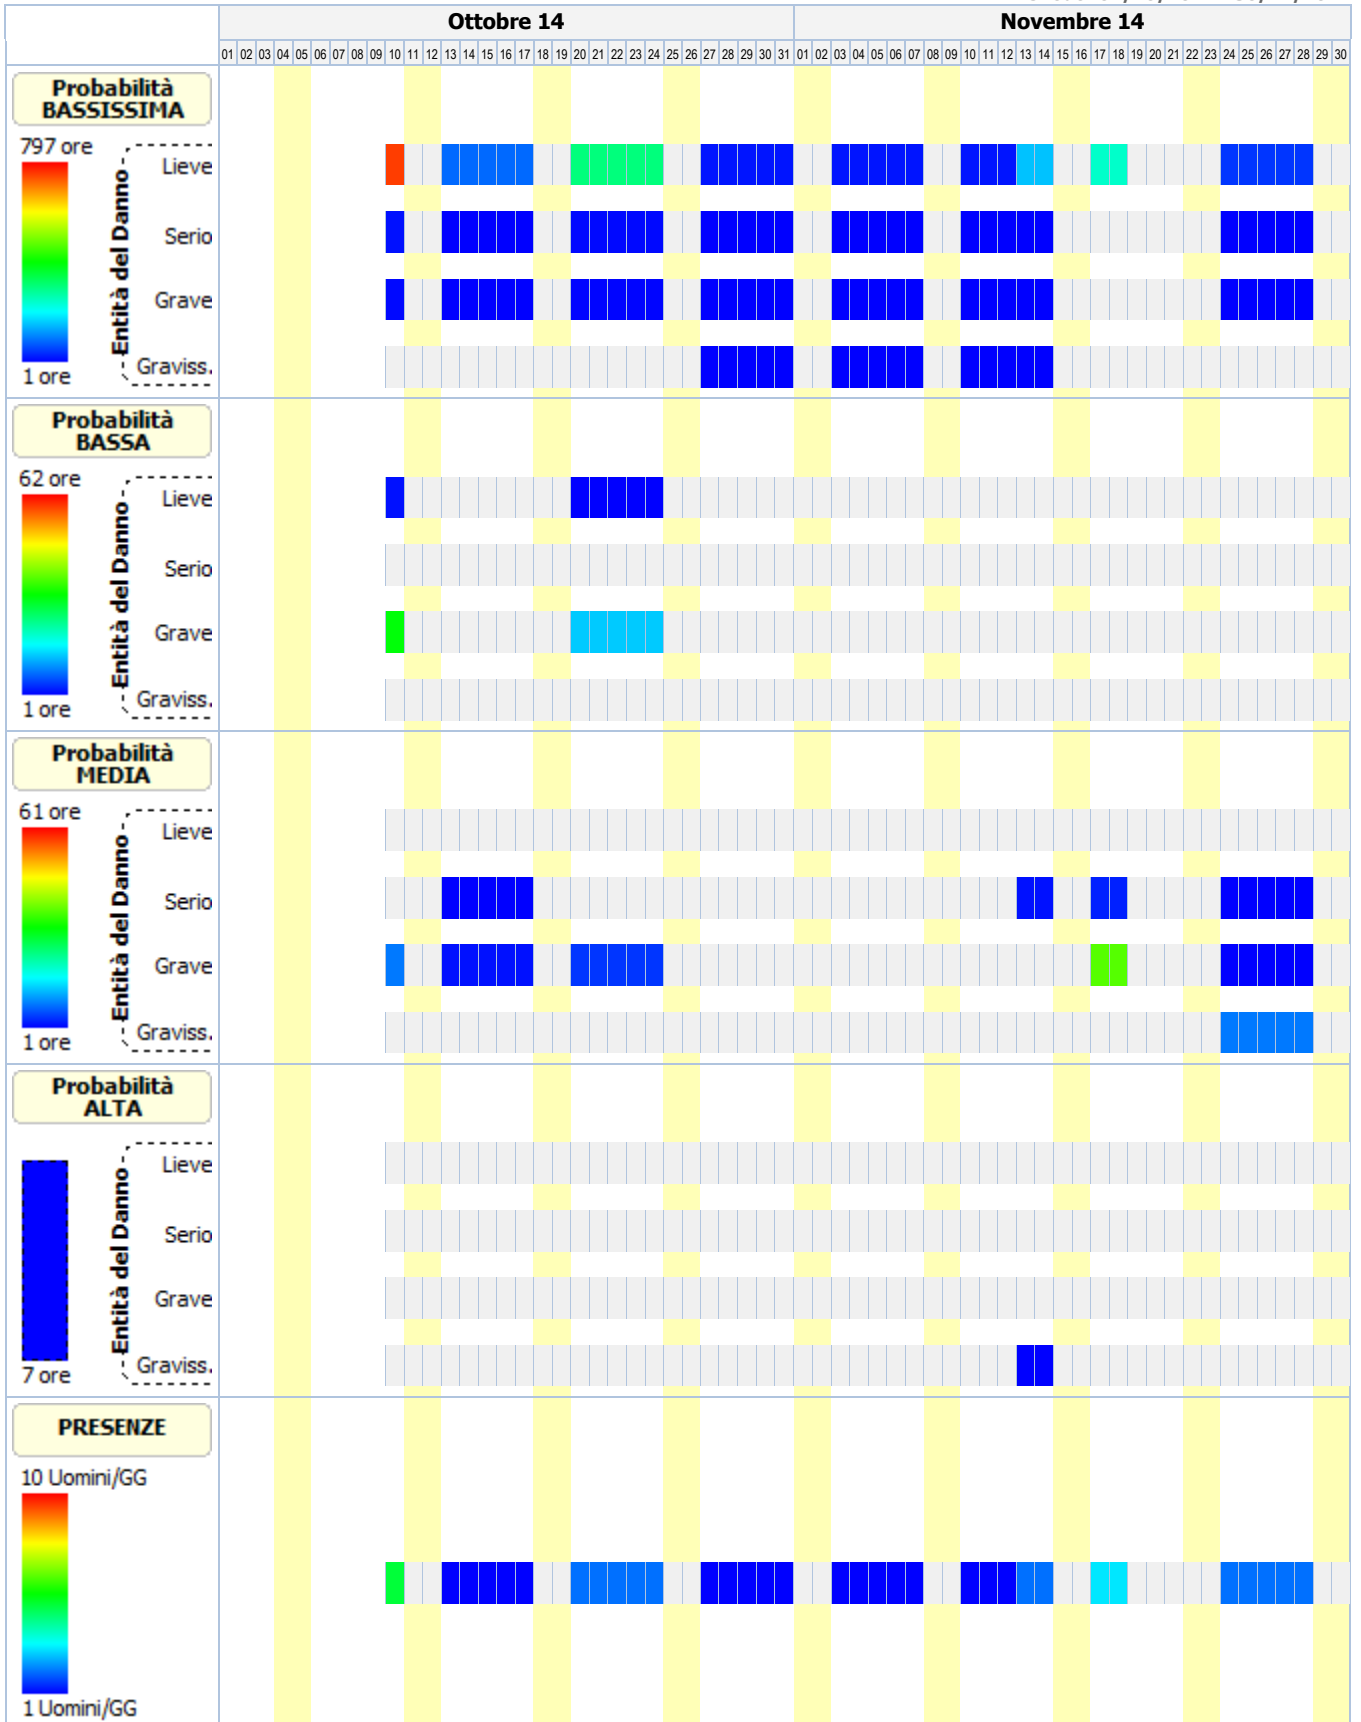 Ottobre 14 Novembre 14
01 02 03 04 05 06 07 08 09 10 11 12 13 14 15 16 17 18 19 20 21 22 23 24 25 26 27 28 29 30 31 01 02 03 04 05 06 07 08 09 10 11 12 13 14 15 16 17 18 19 20 21 22 23 24 25 26 27 28 29 30
Probabilità
BASSISSIMA
797 ore
Entità del Danno
Lieve
Serio
Grave
Graviss.
1 ore
Probabilità
BASSA
62 ore
Entità del Danno
Lieve
Serio
Grave
Graviss.
1 ore
Probabilità
MEDIA
61 ore
Entità del Danno
Lieve
Serio
Grave
Graviss.
1 ore
Probabilità
ALTA
Entità del Danno
Lieve
Serio
Grave
Graviss.
7 ore
PRESENZE
10 Uomini/GG
1 Uomini/GG